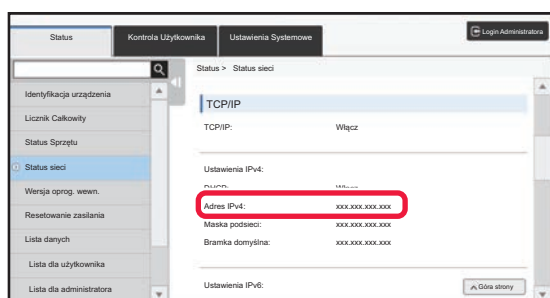 Status
Kontrola Użytkownika
Ustawienia Systemowe
Login Administratora
Status > Status sieci
Identyfikacja urządzenia
Licznik Całkowity
Status Sprzętu
Status sieci
Wersja oprog. wewn.
Resetowanie zasilania
Lista danych
Lista dla użytkownika
Lista dla administratora
TCP/IP
TCP/IP: Włącz
Ustawienia IPv4:
DHCP: Włącz
Adres IPv4: xxx.xxx.xxx.xxx
Maska podsieci: xxx.xxx.xxx.xxx
Bramka domyślna: xxx.xxx.xxx.xxx
Ustawienia IPv6:
Góra strony